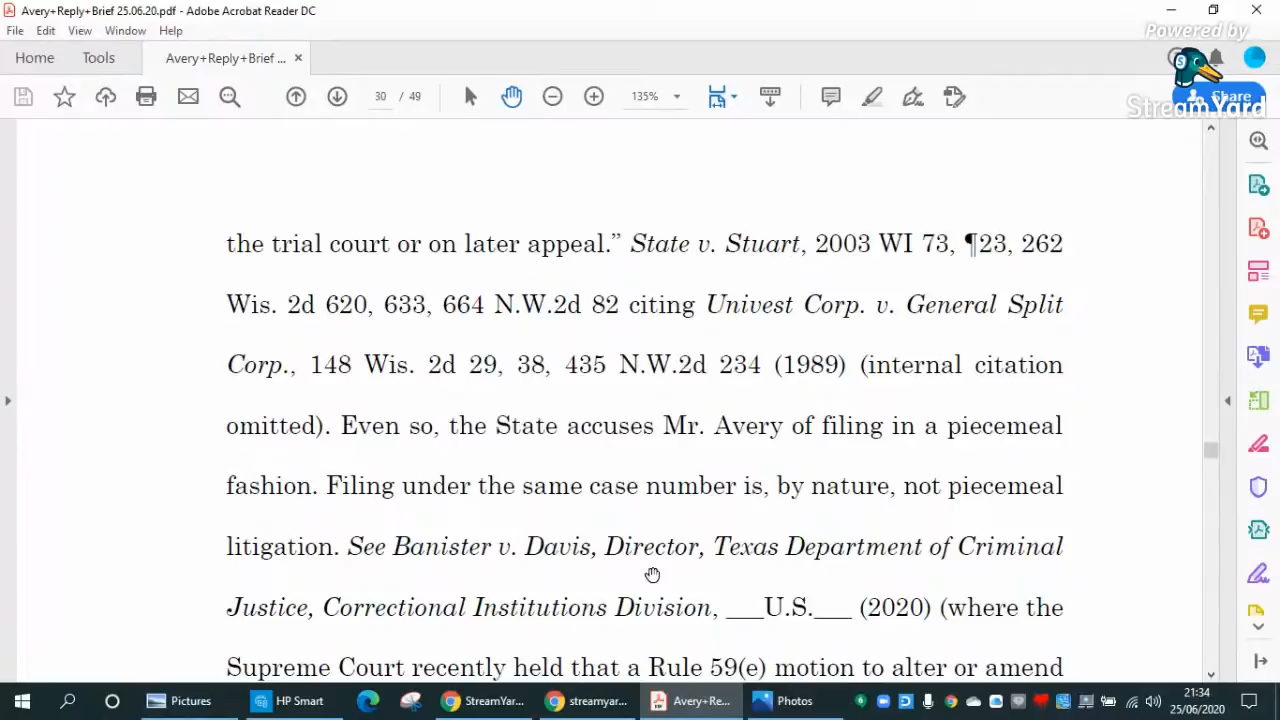 Avery+Reply+Brief 25.06.20.pdf - Adobe Acrobat Reader DC
File Edit View Window Help
Powered by
StreamYard
Home Tools Avery+Reply+Brief ... ×
30 / 49 135% Share
the trial court or on later appeal.” State v. Stuart, 2003 WI 73, ¶23, 262
Wis. 2d 620, 633, 664 N.W.2d 82 citing Univest Corp. v. General Split
Corp., 148 Wis. 2d 29, 38, 435 N.W.2d 234 (1989) (internal citation
omitted). Even so, the State accuses Mr. Avery of filing in a piecemeal
fashion. Filing under the same case number is, by nature, not piecemeal
litigation. See Banister v. Davis, Director, Texas Department of Criminal
Justice, Correctional Institutions Division, __U.S.__ (2020) (where the
Supreme Court recently held that a Rule 59(e) motion to alter or amend
Pictures HP Smart StreamYar... streamyar... Avery+Re... Photos
21:34
25/06/2020